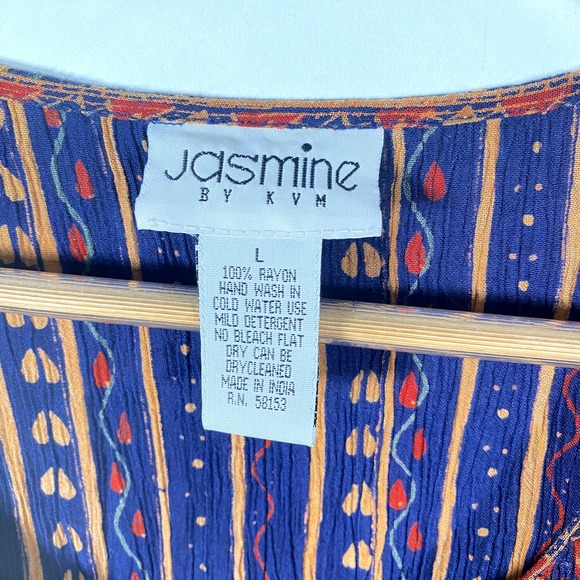 Jasmine
BY KVM
L
100% RAYON
HAND WASH IN
COLD WATER USE
MILD DETERGENT
NO BLEACH FLAT
DRY CAN BE
DRYCLEANED
MADE IN INDIA
R.N. 58153